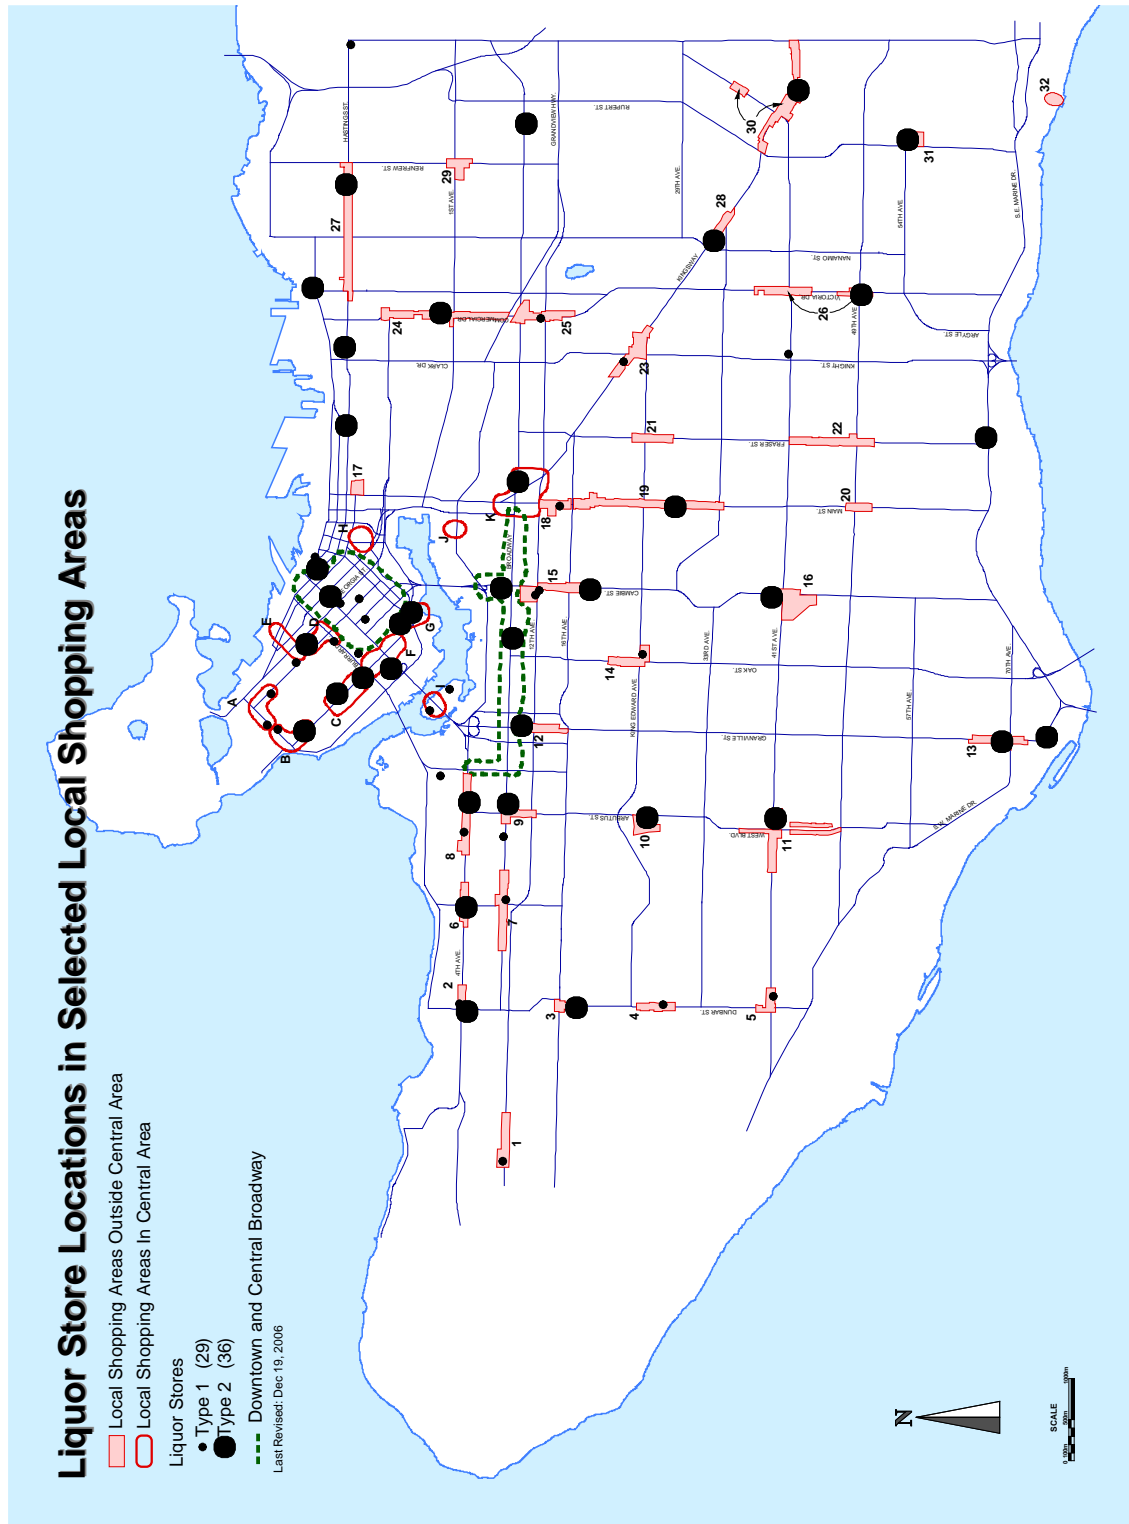 Liquor Store Locations in Selected Local Shopping Areas
Local Shopping Areas Outside Central Area
Local Shopping Areas In Central Area
Liquor Stores
Type 1 (29)
Type 2 (36)
Downtown and Central Broadway
Last Revised: Dec 19, 2006
N
SCALE
0 100m 500m 1000m
A
B
C
D
E
F
G
H
I
J
K
1
2
3
4
5
6
7
8
9
10
11
12
13
14
15
16
17
18
19
20
21
22
23
24
25
26
27
28
29
30
31
32
HASTINGS ST.
RENFREW ST.
1ST AVE.
GRANDVIEW HWY.
RUPERT ST.
29TH AVE.
54TH AVE.
S.E. MARINE DR.
NANAIMO ST.
KINGSWAY
VICTORIA DR.
49TH AVE.
ARGYLE ST.
COMMERCIAL DR.
CLARK DR.
KNIGHT ST.
FRASER ST.
MAIN ST.
BROADWAY
CAMBIE ST.
12TH AVE.
16TH AVE.
33RD AVE.
41ST AVE.
OAK ST.
70TH AVE.
57TH AVE.
KING EDWARD AVE.
GRANVILLE ST.
ARBUTUS ST.
WEST BLVD.
S.W. MARINE DR.
4TH AVE.
DUNBAR ST.